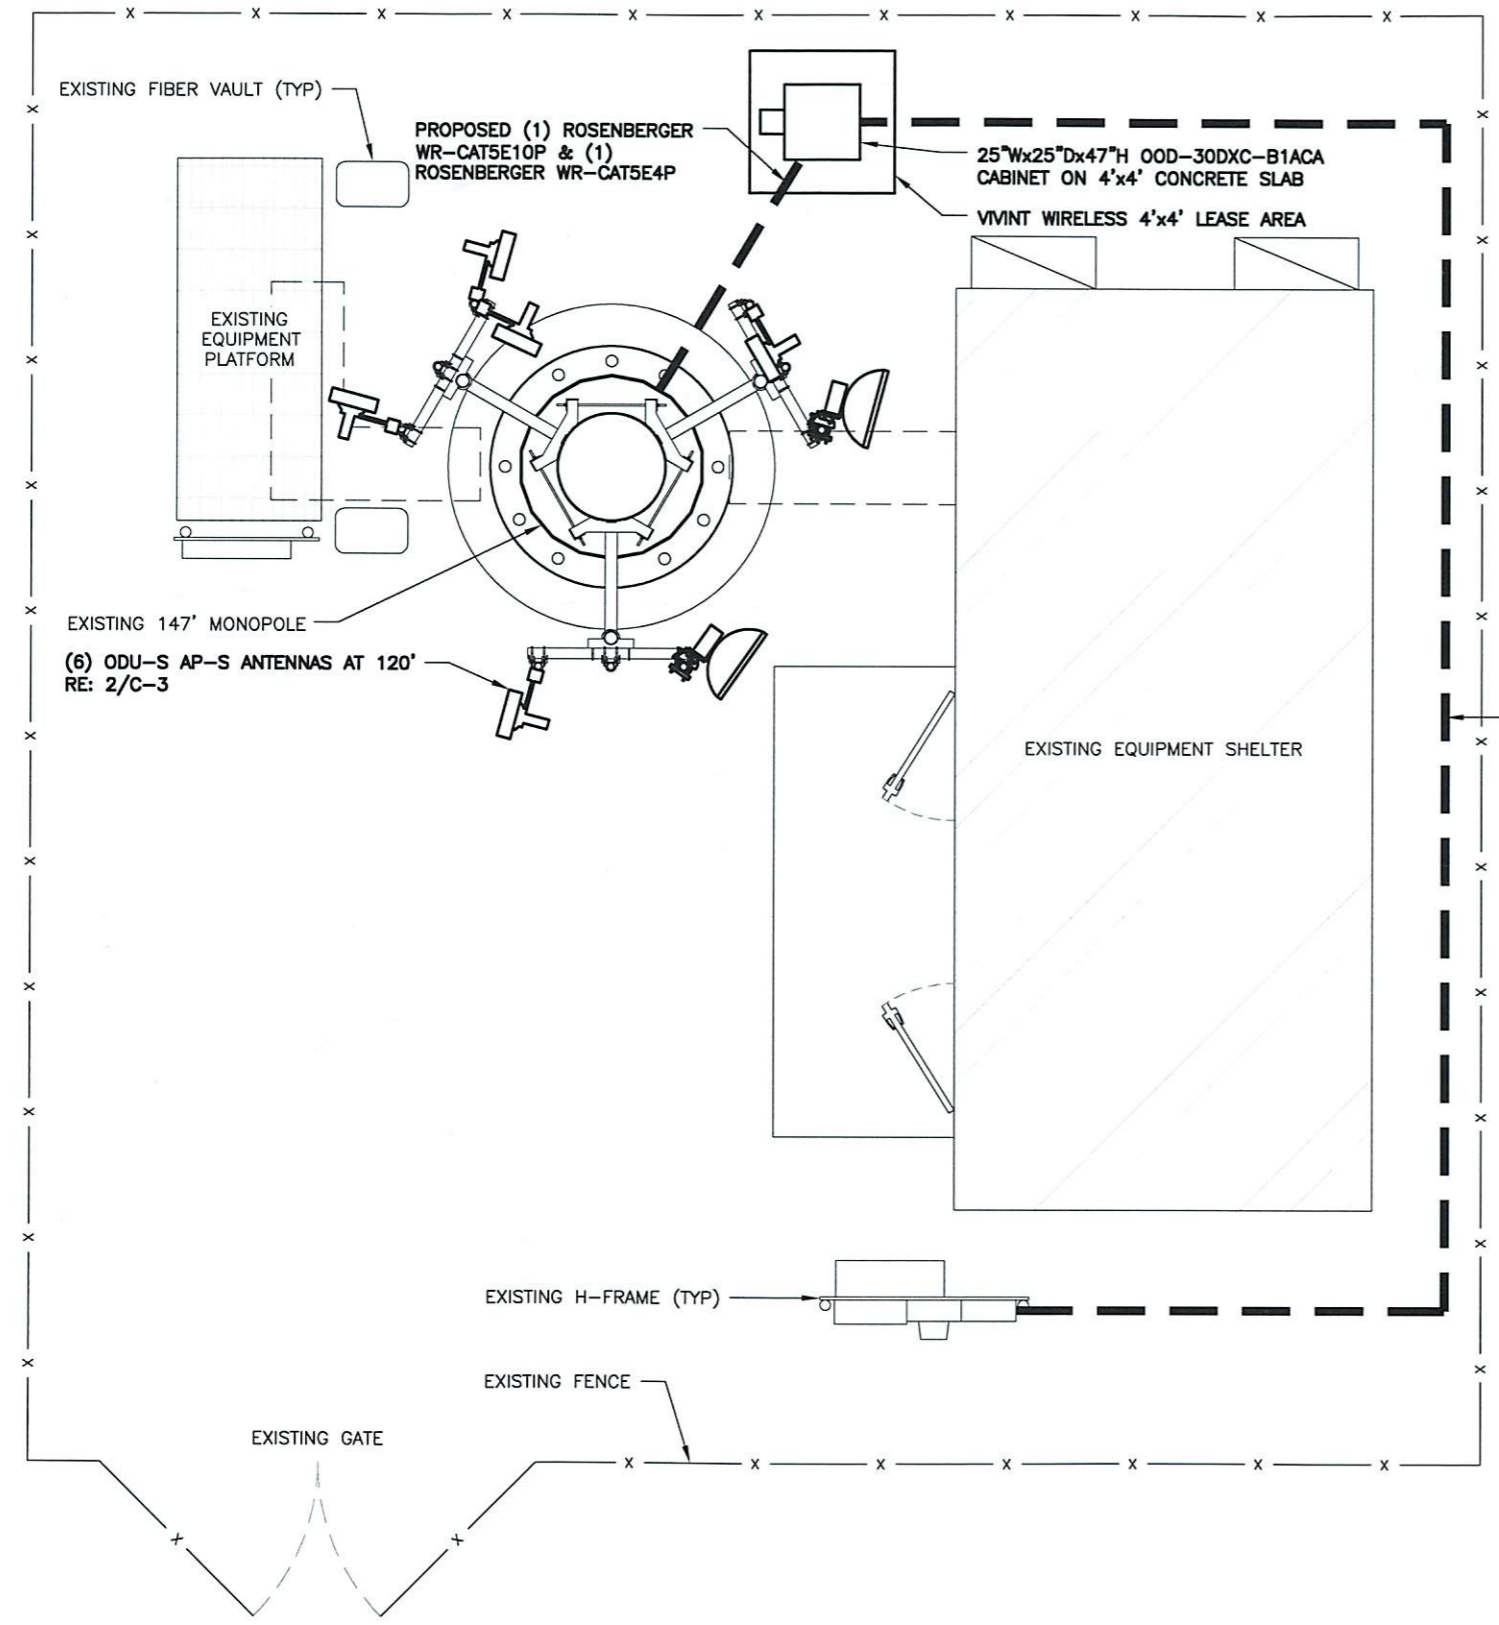 EXISTING FIBER VAULT (TYP)
PROPOSED (1) ROSENBERGER
WR-CAT5E10P & (1)
ROSENBERGER WR-CAT5E4P
25"Wx25"Dx47"H OOD-30DXC-B1ACA
CABINET ON 4'x4' CONCRETE SLAB
VIVINT WIRELESS 4'x4' LEASE AREA
EXISTING
EQUIPMENT
PLATFORM
EXISTING 147' MONOPOLE
(6) ODU-S AP-S ANTENNAS AT 120'
RE: 2/C-3
EXISTING EQUIPMENT SHELTER
EXISTING H-FRAME (TYP)
EXISTING FENCE
EXISTING GATE